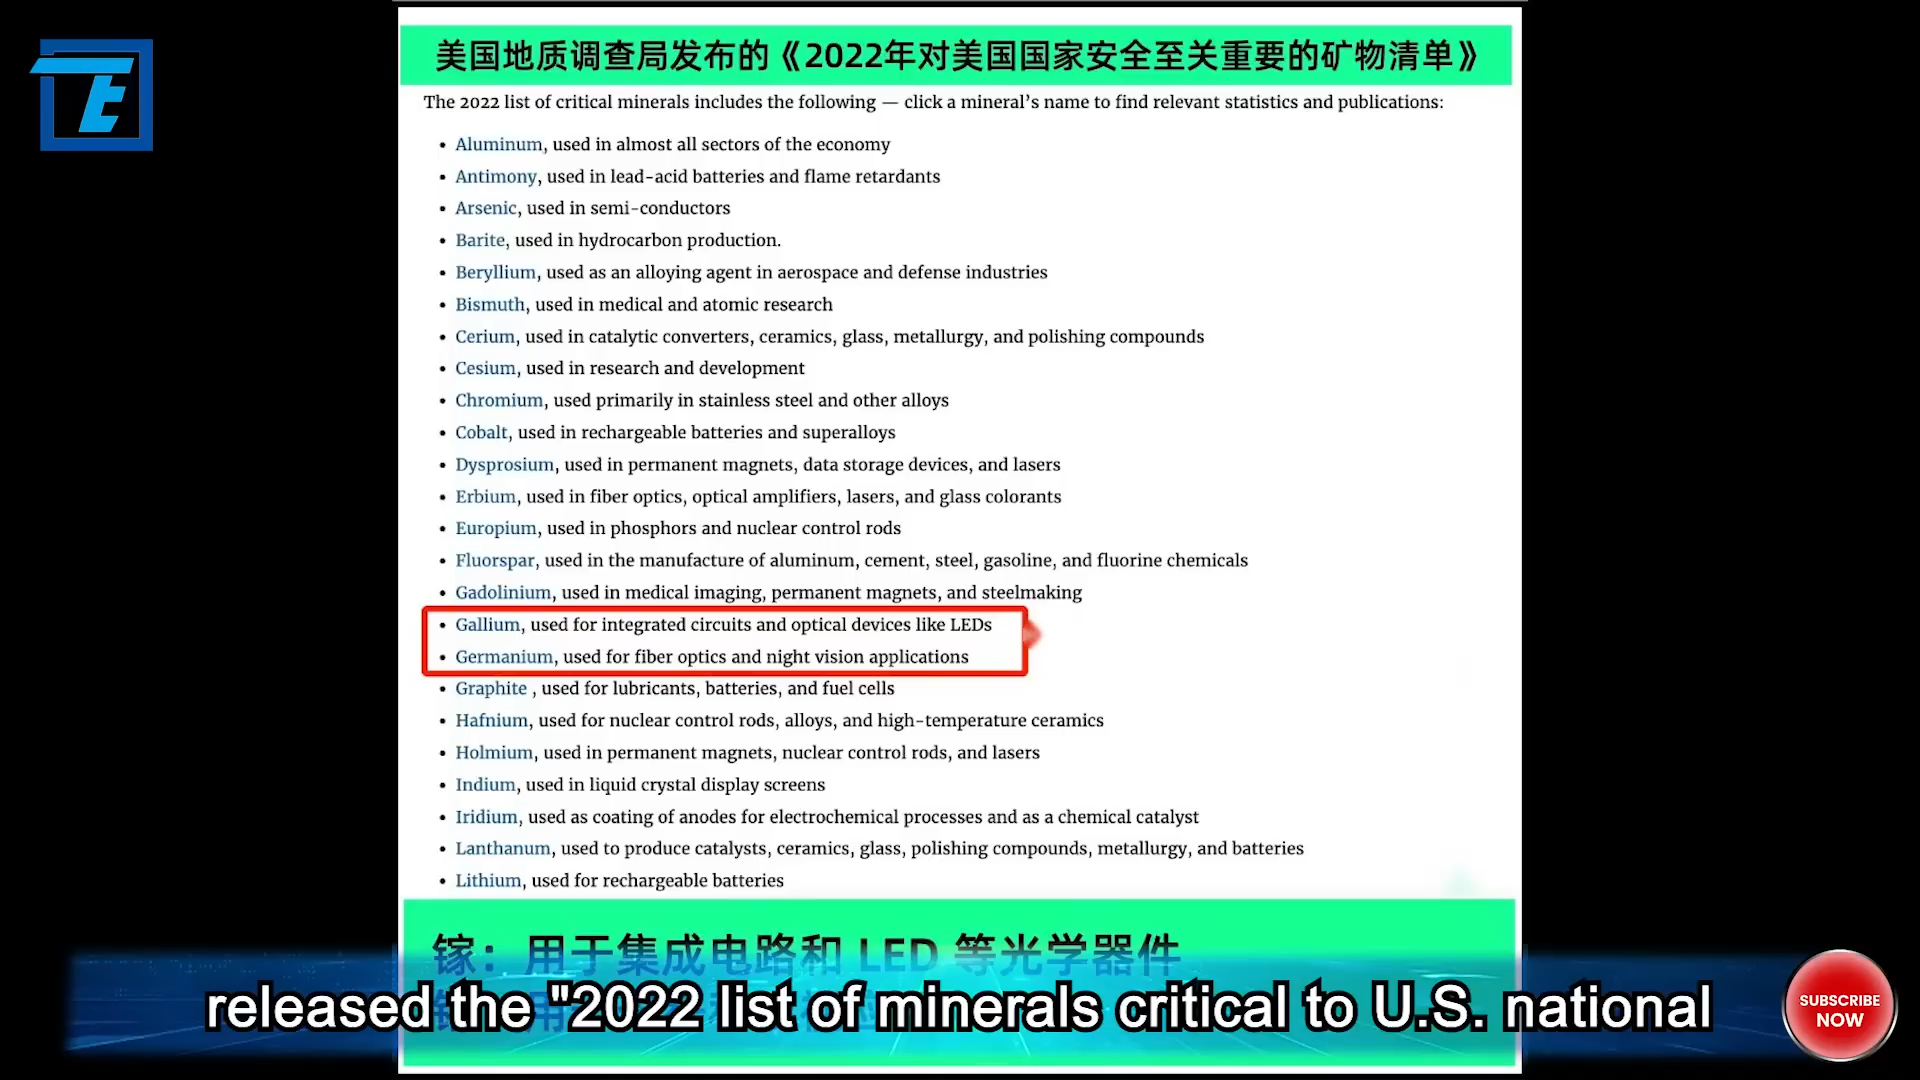 TE
美国地质调查局发布的《2022年对美国国家安全至关重要的矿物清单》
The 2022 list of critical minerals includes the following — click a mineral's name to find relevant statistics and publications:
• Aluminum, used in almost all sectors of the economy
• Antimony, used in lead-acid batteries and flame retardants
• Arsenic, used in semi-conductors
• Barite, used in hydrocarbon production.
• Beryllium, used as an alloying agent in aerospace and defense industries
• Bismuth, used in medical and atomic research
• Cerium, used in catalytic converters, ceramics, glass, metallurgy, and polishing compounds
• Cesium, used in research and development
• Chromium, used primarily in stainless steel and other alloys
• Cobalt, used in rechargeable batteries and superalloys
• Dysprosium, used in permanent magnets, data storage devices, and lasers
• Erbium, used in fiber optics, optical amplifiers, lasers, and glass colorants
• Europium, used in phosphors and nuclear control rods
• Fluorspar, used in the manufacture of aluminum, cement, steel, gasoline, and fluorine chemicals
• Gadolinium, used in medical imaging, permanent magnets, and steelmaking
• Gallium, used for integrated circuits and optical devices like LEDs
• Germanium, used for fiber optics and night vision applications
• Graphite , used for lubricants, batteries, and fuel cells
• Hafnium, used for nuclear control rods, alloys, and high-temperature ceramics
• Holmium, used in permanent magnets, nuclear control rods, and lasers
• Indium, used in liquid crystal display screens
• Iridium, used as coating of anodes for electrochemical processes and as a chemical catalyst
• Lanthanum, used to produce catalysts, ceramics, glass, polishing compounds, metallurgy, and batteries
• Lithium, used for rechargeable batteries
镓：用于集成电路和 LED 等光学器件
released the "2022 list of minerals critical to U.S. national
SUBSCRIBE
NOW